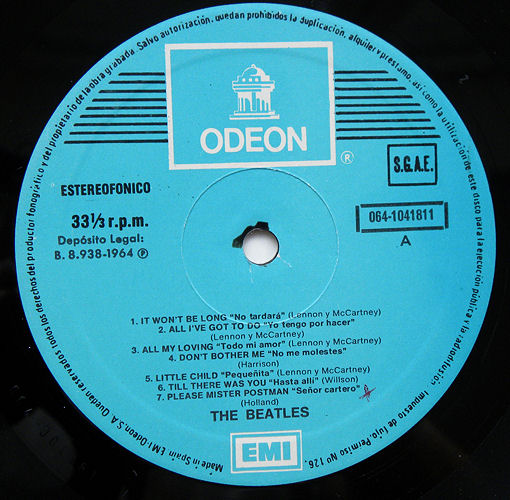 Salvo autorización, quedan prohibidos la duplicación, alquiler y préstamo, así como la utilización de este disco para la ejecución pública y la radiodifusión. Impuesto de Lujo, Permiso Nº 126.
Made in Spain. EMI-Odeon, S.A. Quedan reservados todos los derechos del productor fonográfico y del propietario de la obra grabada.
ODEON
®
S.G.A.E.
ESTEREOFONICO
33⅓ r.p.m.
Depósito Legal:
B. 8.938-1964 ℗
064-1041811
A
1. IT WON'T BE LONG "No tardará" (Lennon y McCartney)
2. ALL I'VE GOT TO DO "Yo tengo por hacer"
(Lennon y McCartney)
3. ALL MY LOVING "Todo mi amor" (Lennon y McCartney)
4. DON'T BOTHER ME "No me molestes"
(Harrison)
5. LITTLE CHILD "Pequeñita" (Lennon y McCartney)
6. TILL THERE WAS YOU "Hasta allí" (Willson)
7. PLEASE MISTER POSTMAN "Señor cartero"
(Holland)
THE BEATLES
EMI